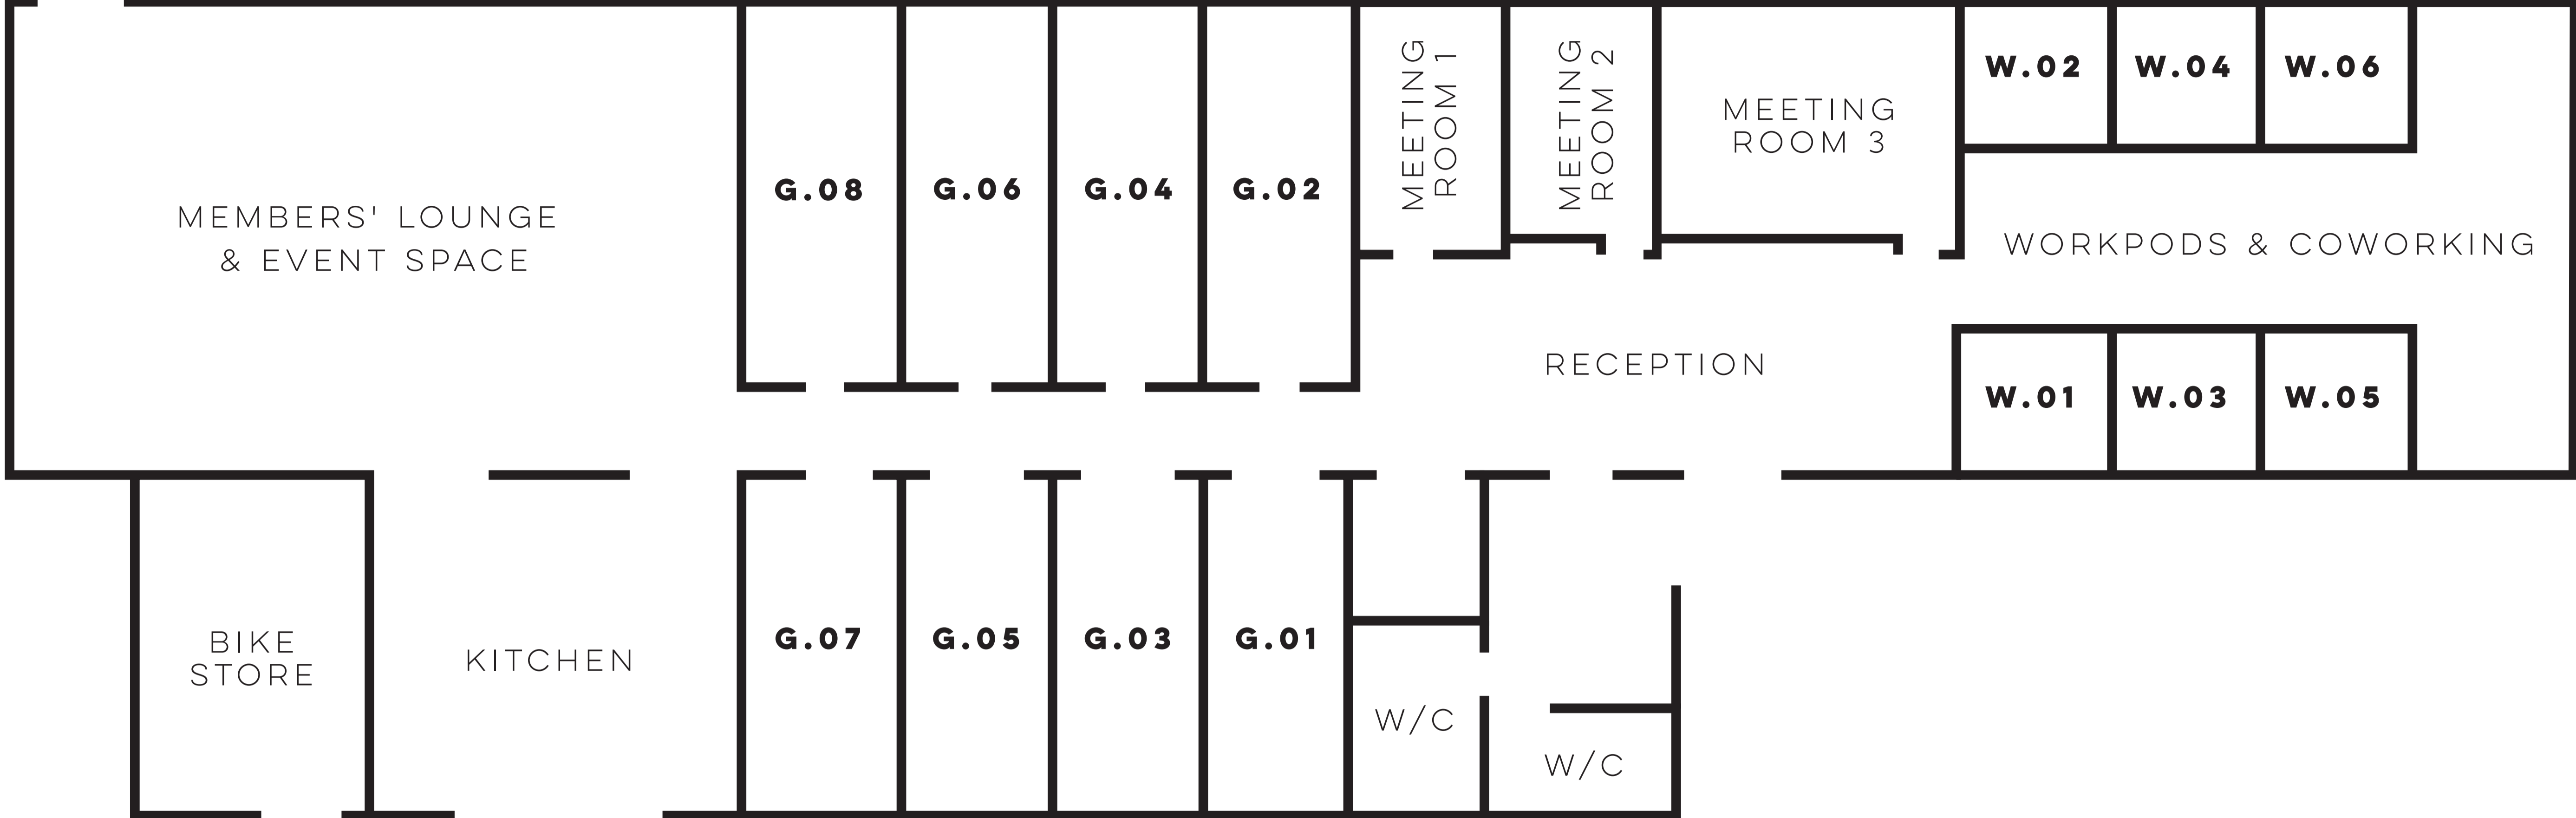 MEMBERS' LOUNGE
& EVENT SPACE
G.08
G.06
G.04
G.02
MEETING
ROOM 1
MEETING
ROOM 2
MEETING
ROOM 3
W.02
W.04
W.06
WORKPODS & COWORKING
RECEPTION
W.01
W.03
W.05
BIKE
STORE
KITCHEN
G.07
G.05
G.03
G.01
W/C
W/C